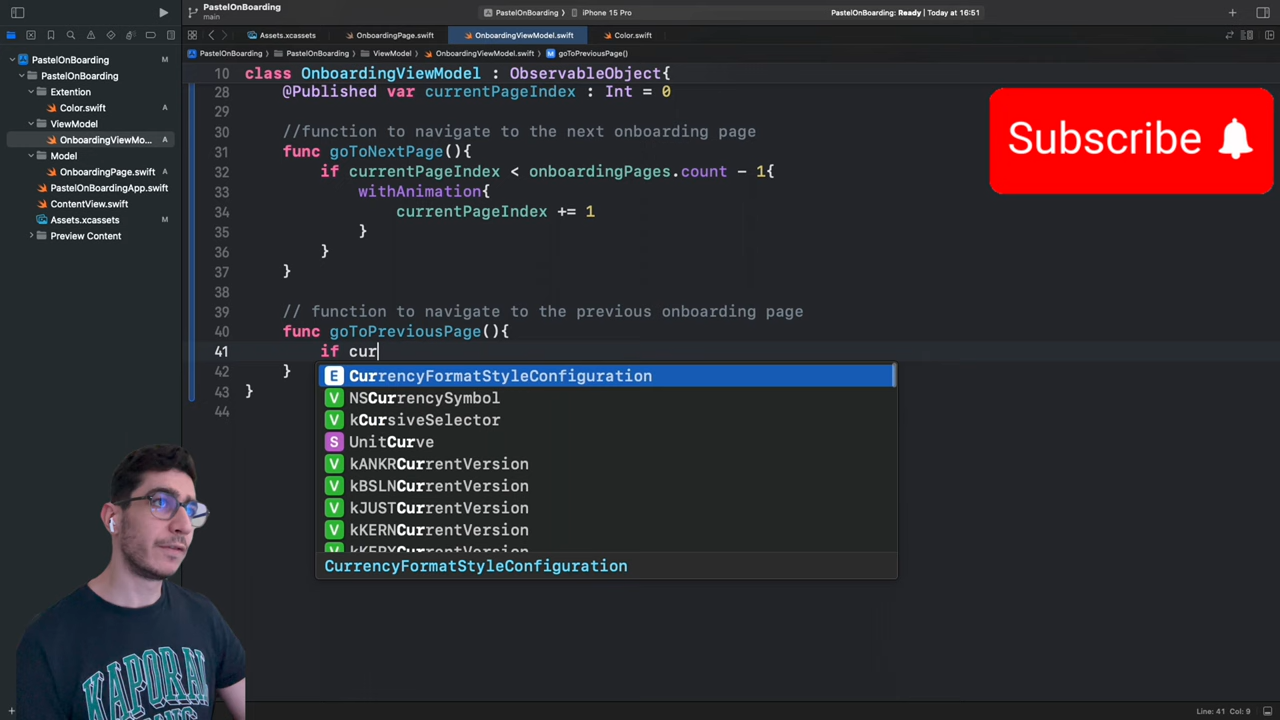 PastelOnBoarding
main
PastelOnBoarding
iPhone 15 Pro
PastelOnBoarding: Ready | Today at 16:51
Assets.xcassets
OnboardingPage.swift
OnboardingViewModel.swift
Color.swift
PastelOnBoarding
PastelOnBoarding
ViewModel
OnboardingViewModel.swift
M
goToPreviousPage()
PastelOnBoarding M
PastelOnBoarding
Extention
Color.swift A
ViewModel
OnboardingViewMo... A
Model
OnboardingPage.swift A
PastelOnBoardingApp.swift
ContentView.swift
Assets.xcassets M
Preview Content
10 class OnboardingViewModel : ObservableObject{
28 @Published var currentPageIndex : Int = 0
29
30 //function to navigate to the next onboarding page
31 func goToNextPage(){
32 if currentPageIndex < onboardingPages.count - 1{
33 withAnimation{
34 currentPageIndex += 1
35 }
36 }
37 }
38
39 // function to navigate to the previous onboarding page
40 func goToPreviousPage(){
41 if cur
42 }
43 }
44
E CurrencyFormatStyleConfiguration
V NSCurrencySymbol
V kCursiveSelector
S UnitCurve
V kANKRCurrentVersion
V kBSLNCurrentVersion
V kJUSTCurrentVersion
V kKERNCurrentVersion
V kKERXCurrentVersion
CurrencyFormatStyleConfiguration
Subscribe
KAPORAL
Line: 41 Col: 9